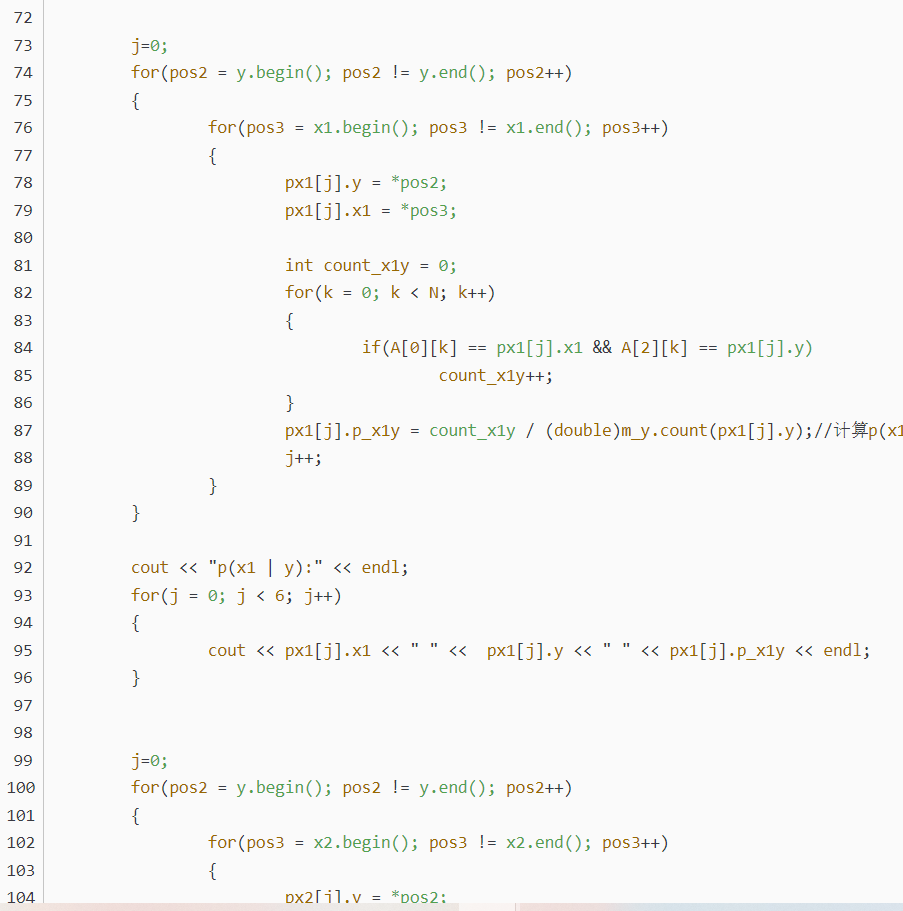 72
73 j=0;
74 for(pos2 = y.begin(); pos2 != y.end(); pos2++)
75 {
76 for(pos3 = x1.begin(); pos3 != x1.end(); pos3++)
77 {
78 px1[j].y = *pos2;
79 px1[j].x1 = *pos3;
80
81 int count_x1y = 0;
82 for(k = 0; k < N; k++)
83 {
84 if(A[0][k] == px1[j].x1 && A[2][k] == px1[j].y)
85 count_x1y++;
86 }
87 px1[j].p_x1y = count_x1y / (double)m_y.count(px1[j].y);//计算p(x1
88 j++;
89 }
90 }
91
92 cout << "p(x1 | y):" << endl;
93 for(j = 0; j < 6; j++)
94 {
95 cout << px1[j].x1 << " " <<  px1[j].y << " " << px1[j].p_x1y << endl;
96 }
97
98
99 j=0;
100 for(pos2 = y.begin(); pos2 != y.end(); pos2++)
101 {
102 for(pos3 = x2.begin(); pos3 != x2.end(); pos3++)
103 {
104 px2[j].y = *pos2;